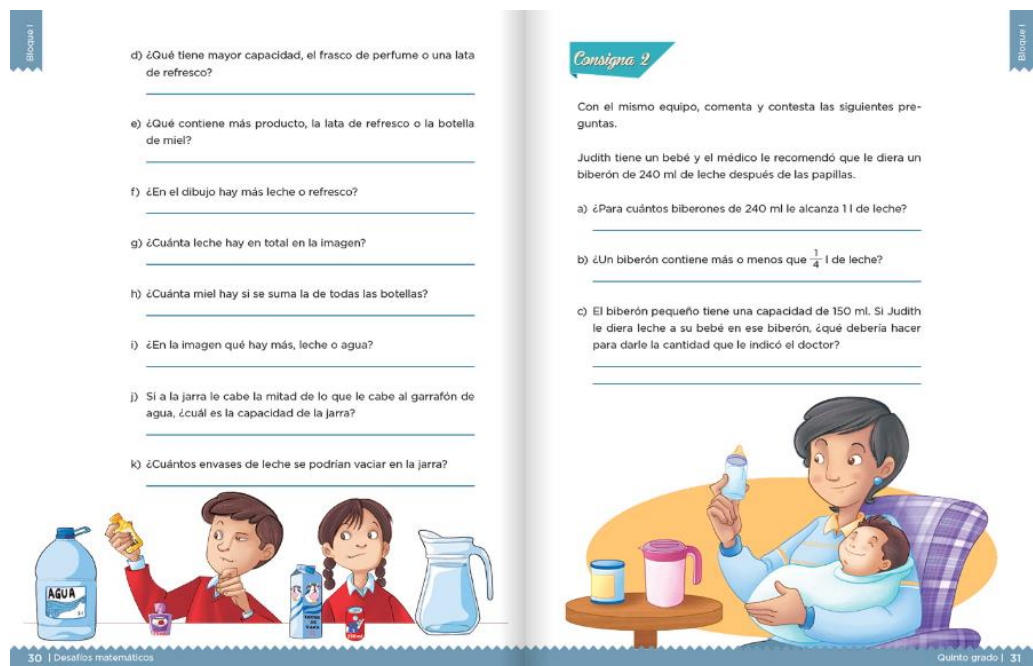 Bloque I
d) ¿Qué tiene mayor capacidad, el frasco de perfume o una lata
de refresco?
e) ¿Qué contiene más producto, la lata de refresco o la botella
de miel?
f) ¿En el dibujo hay más leche o refresco?
g) ¿Cuánta leche hay en total en la imagen?
h) ¿Cuánta miel hay si se suma la de todas las botellas?
i) ¿En la imagen qué hay más, leche o agua?
j) Si a la jarra le cabe la mitad de lo que le cabe al garrafón de
agua, ¿cuál es la capacidad de la jarra?
k) ¿Cuántos envases de leche se podrían vaciar en la jarra?
AGUA
30 | Desafíos matemáticos
Bloque I
Consigna 2
Con el mismo equipo, comenta y contesta las siguientes pre-
guntas.
Judith tiene un bebé y el médico le recomendó que le diera un
biberón de 240 ml de leche después de las papillas.
a) ¿Para cuántos biberones de 240 ml le alcanza 1 l de leche?
b) ¿Un biberón contiene más o menos que 1/4 l de leche?
c) El biberón pequeño tiene una capacidad de 150 ml. Si Judith
le diera leche a su bebé en ese biberón, ¿qué debería hacer
para darle la cantidad que le indicó el doctor?
Quinto grado | 31